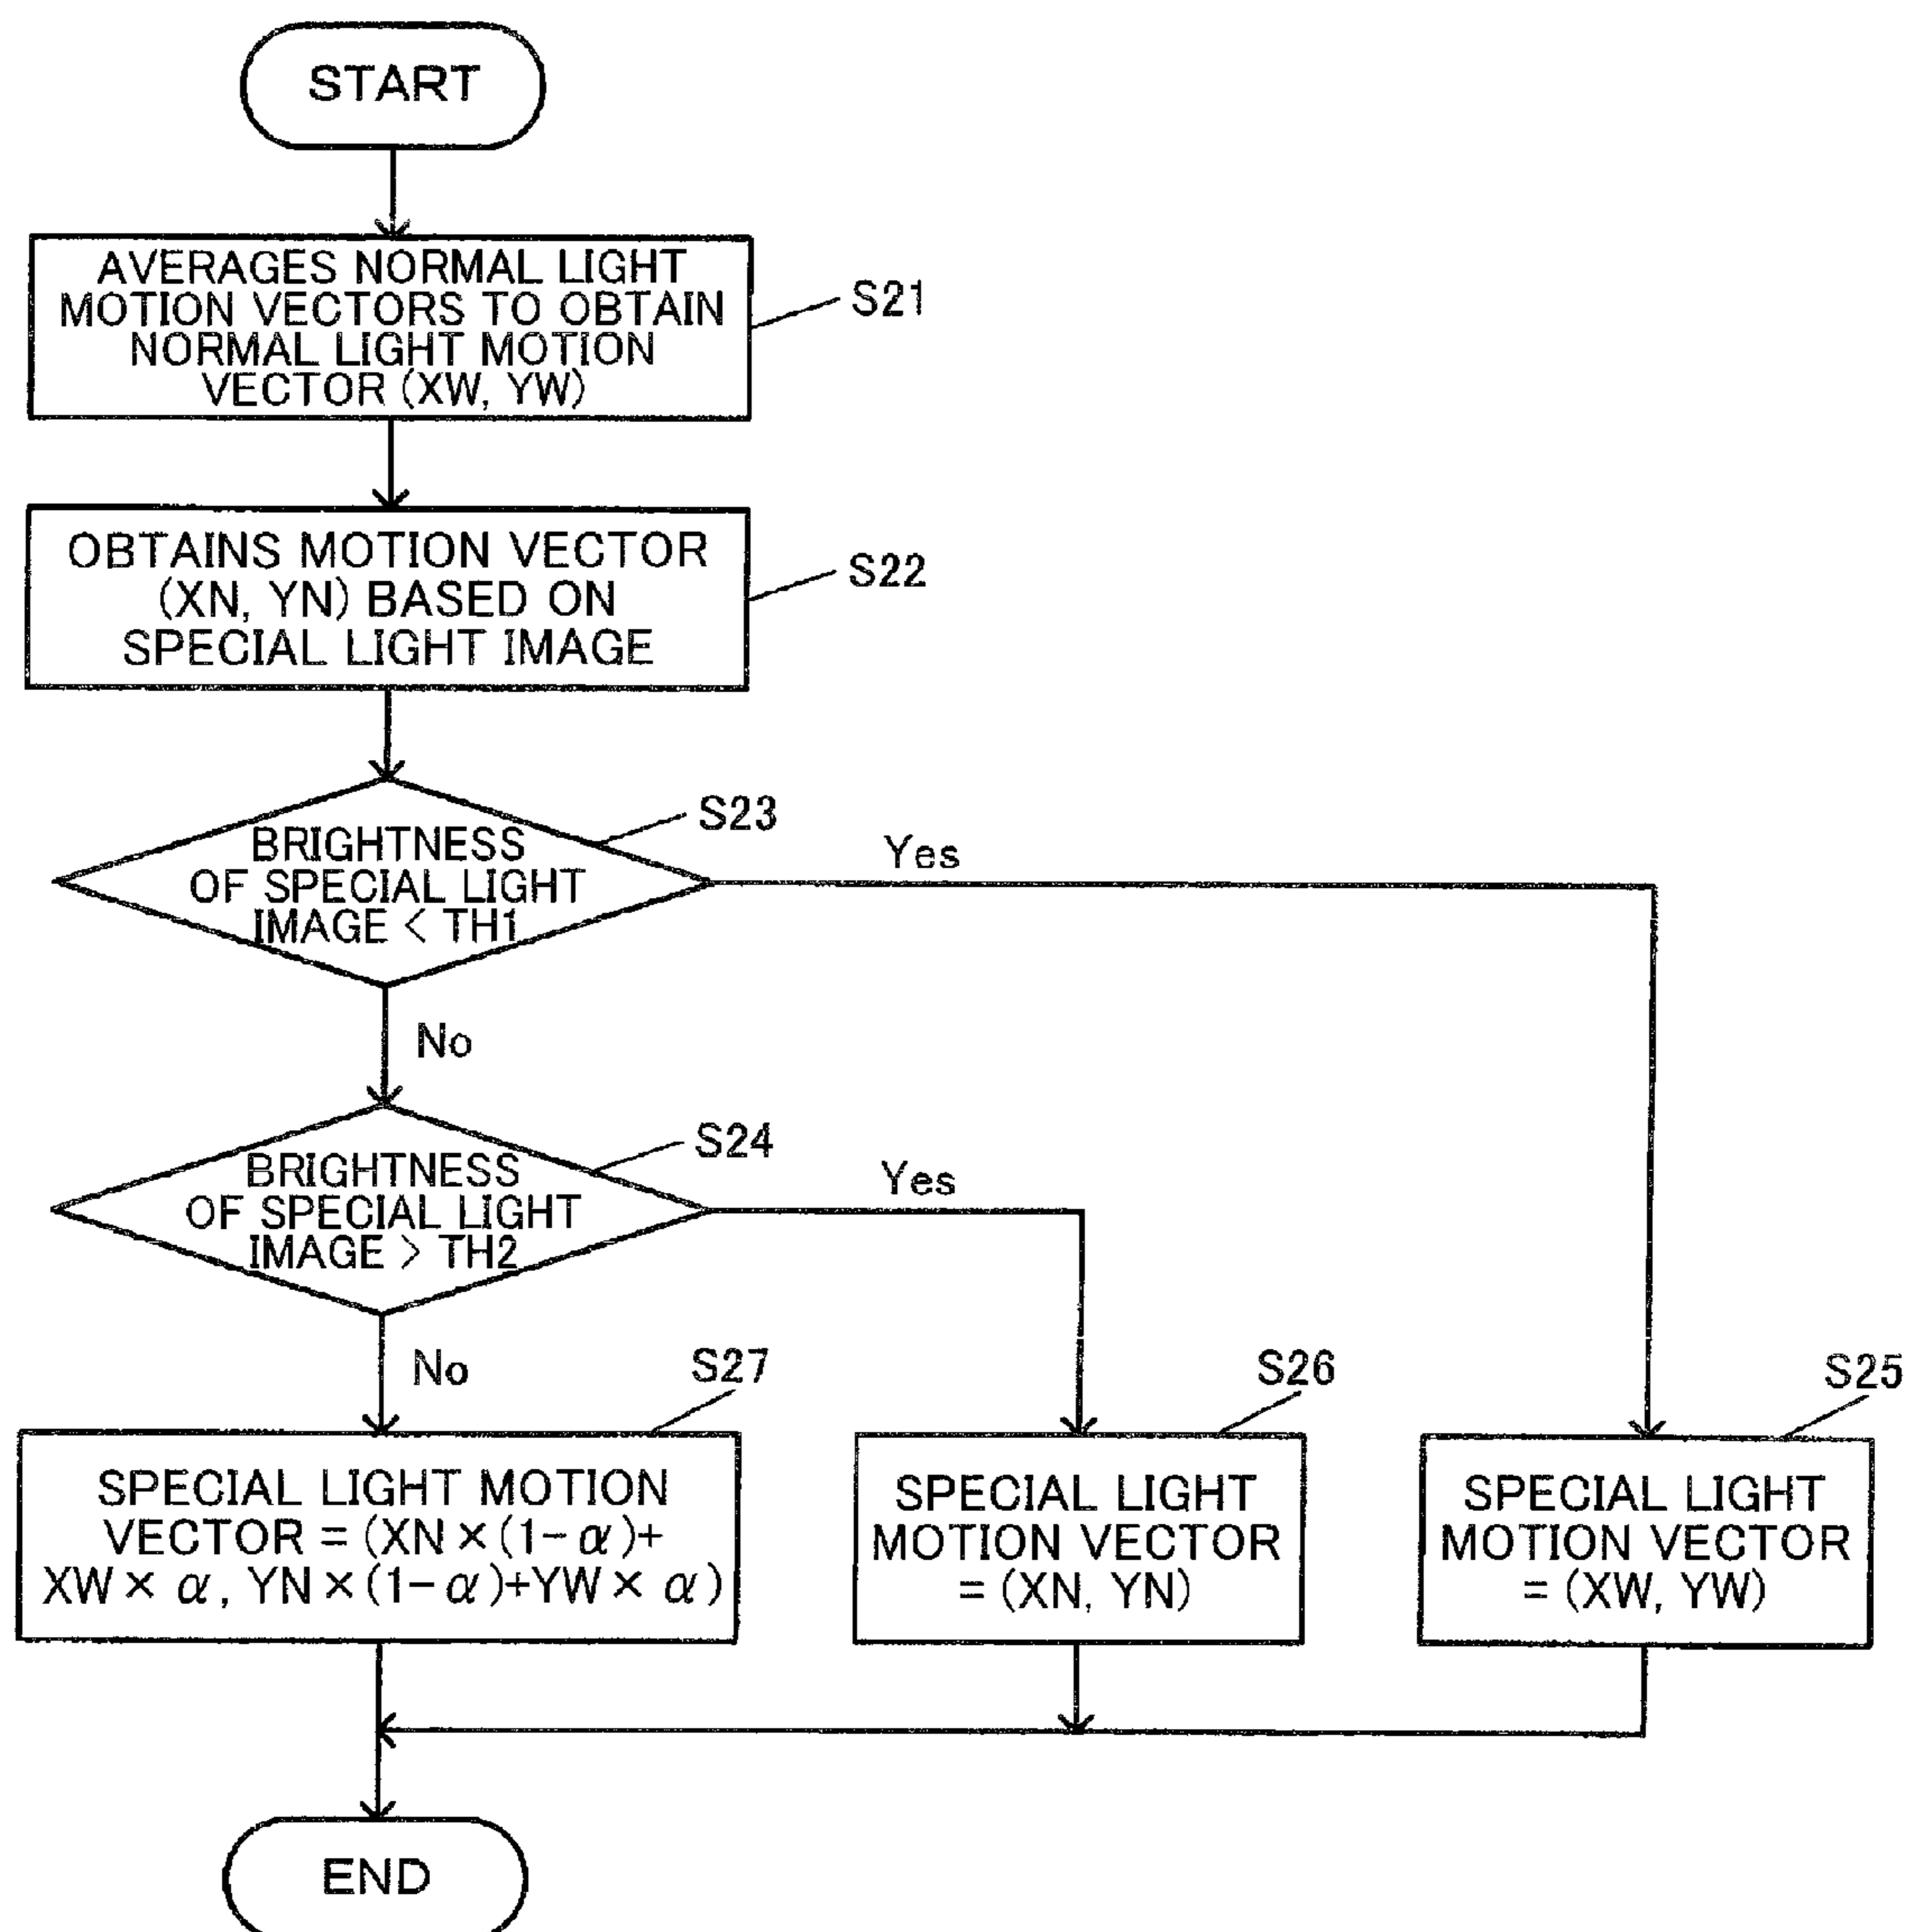 START
AVERAGES NORMAL LIGHT
MOTION VECTORS TO OBTAIN
NORMAL LIGHT MOTION
VECTOR (XW, YW)
S21
OBTAINS MOTION VECTOR
(XN, YN) BASED ON
SPECIAL LIGHT IMAGE
S22
BRIGHTNESS
OF SPECIAL LIGHT
IMAGE < TH1
S23
Yes
No
BRIGHTNESS
OF SPECIAL LIGHT
IMAGE > TH2
S24
Yes
No
S27
SPECIAL LIGHT MOTION
VECTOR = (XN × (1-α)+
XW × α, YN × (1-α)+YW × α)
S26
SPECIAL LIGHT
MOTION VECTOR
= (XN, YN)
S25
SPECIAL LIGHT
MOTION VECTOR
= (XW, YW)
END